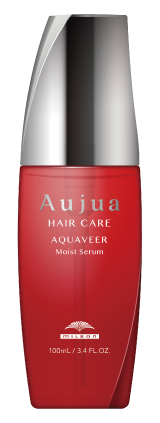 Aujua
HAIR CARE
AQUAVEER
Moist Serum
milbon
100mL / 3.4 FL.OZ.